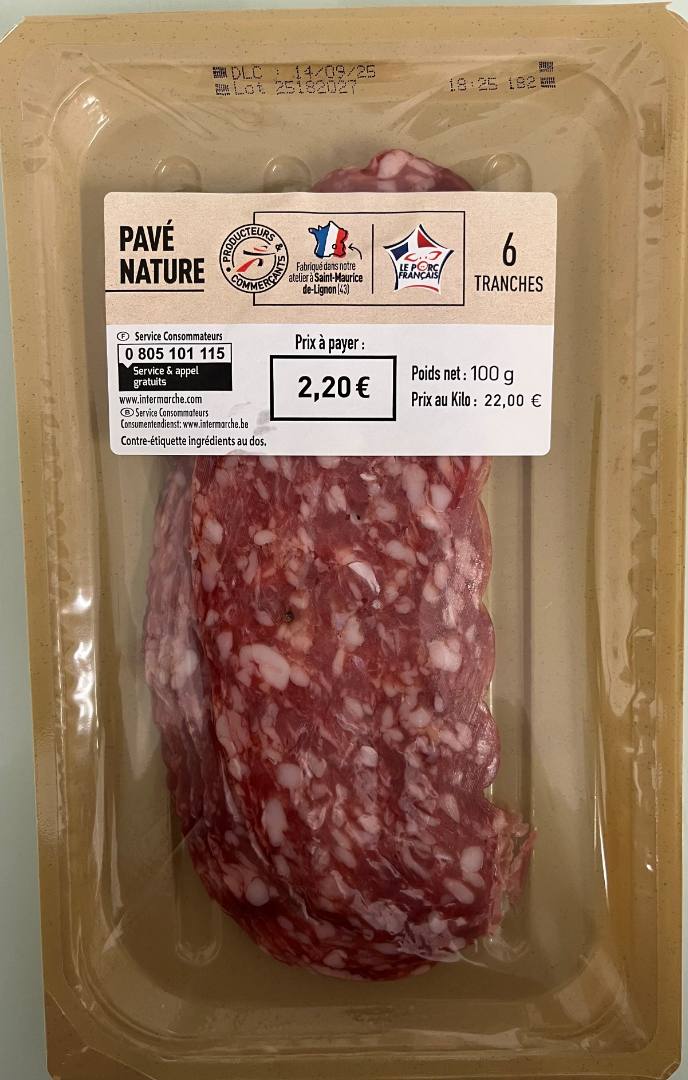 DLC : 14/09/25
Lot 25182027
18:25 182
PAVÉ
NATURE
PRODUCTEURS & COMMERÇANTS
Fabriqué dans notre
atelier à Saint-Maurice
de-Lignon (43)
LE PORC
FRANÇAIS
6
TRANCHES
F Service Consommateurs
0 805 101 115
Service & appel
gratuits
www.intermarche.com
B Service Consommateurs
Consumentendienst: www.intermarche.be
Contre-étiquette ingrédients au dos.
Prix à payer :
2,20 €
Poids net : 100 g
Prix au Kilo : 22,00 €